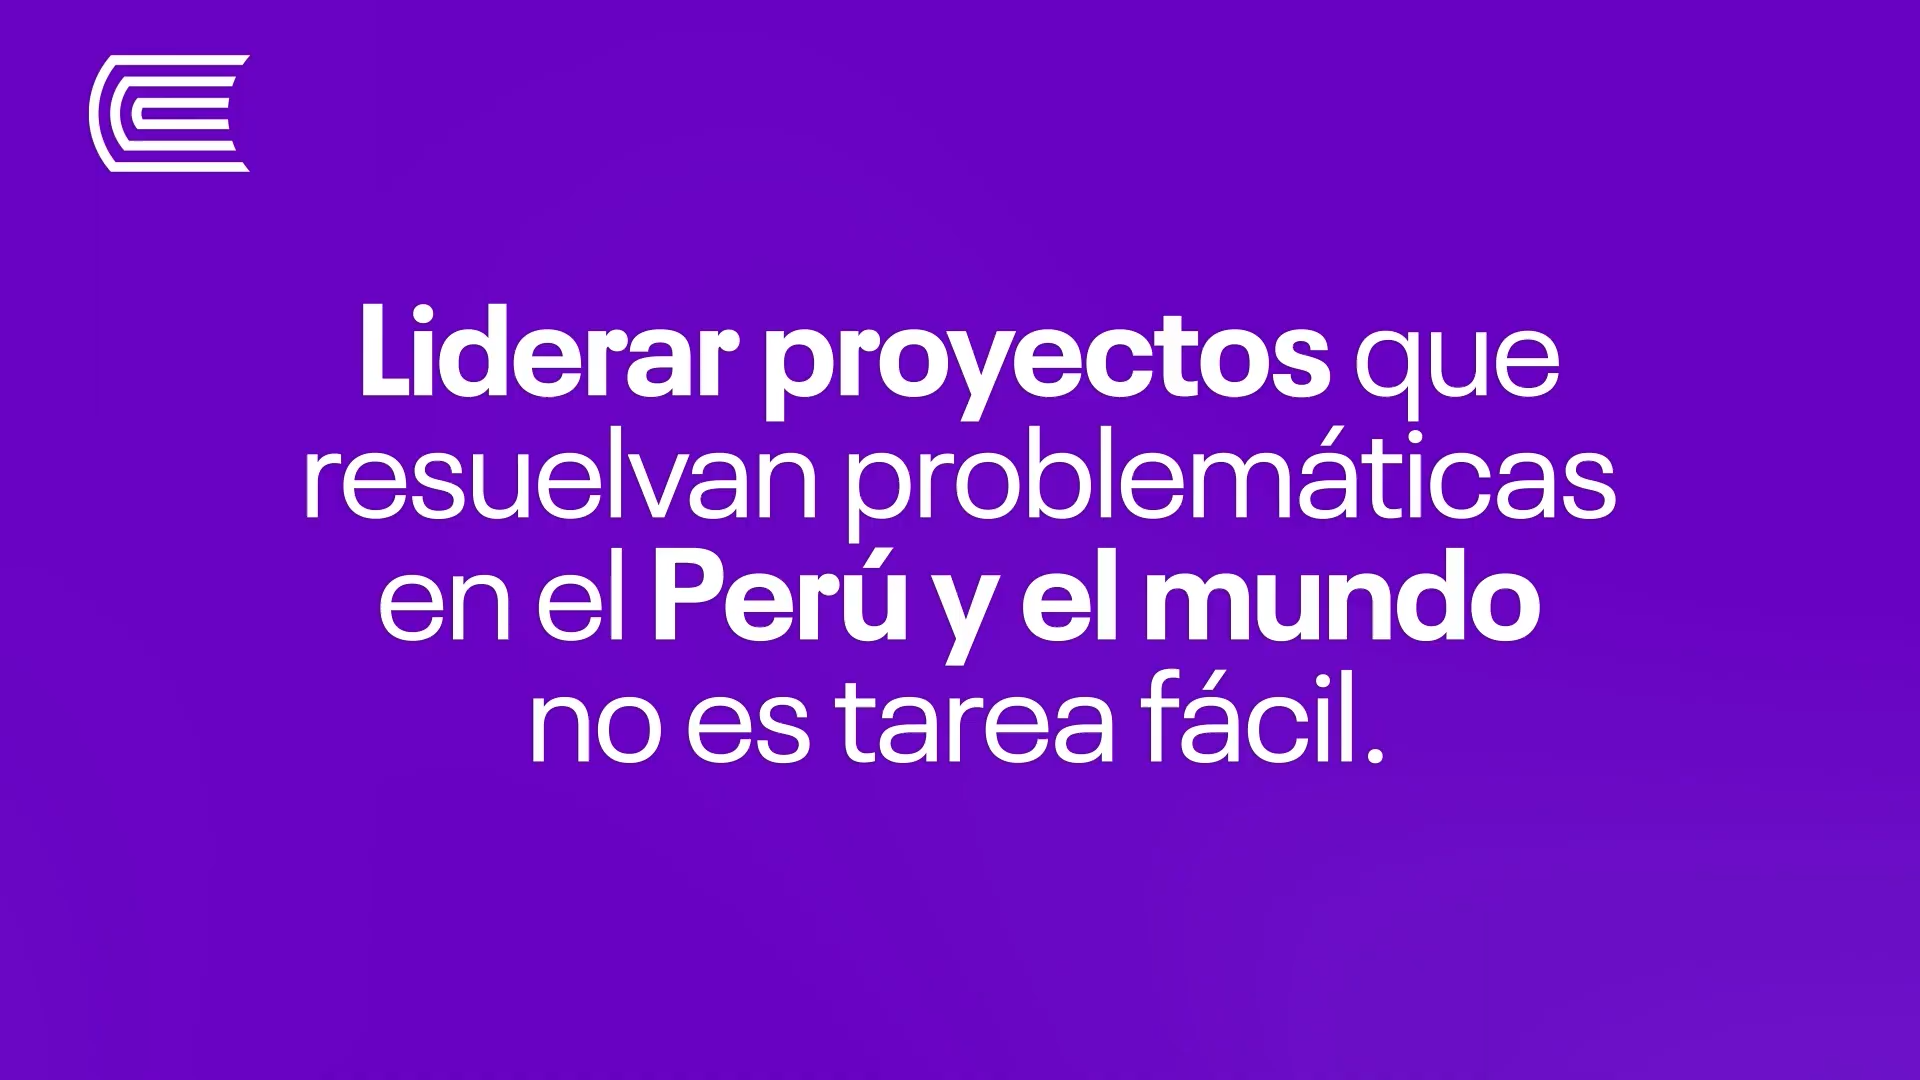 Liderar proyectos que
resuelvan problemáticas
en el Perú y el mundo
no es tarea fácil.